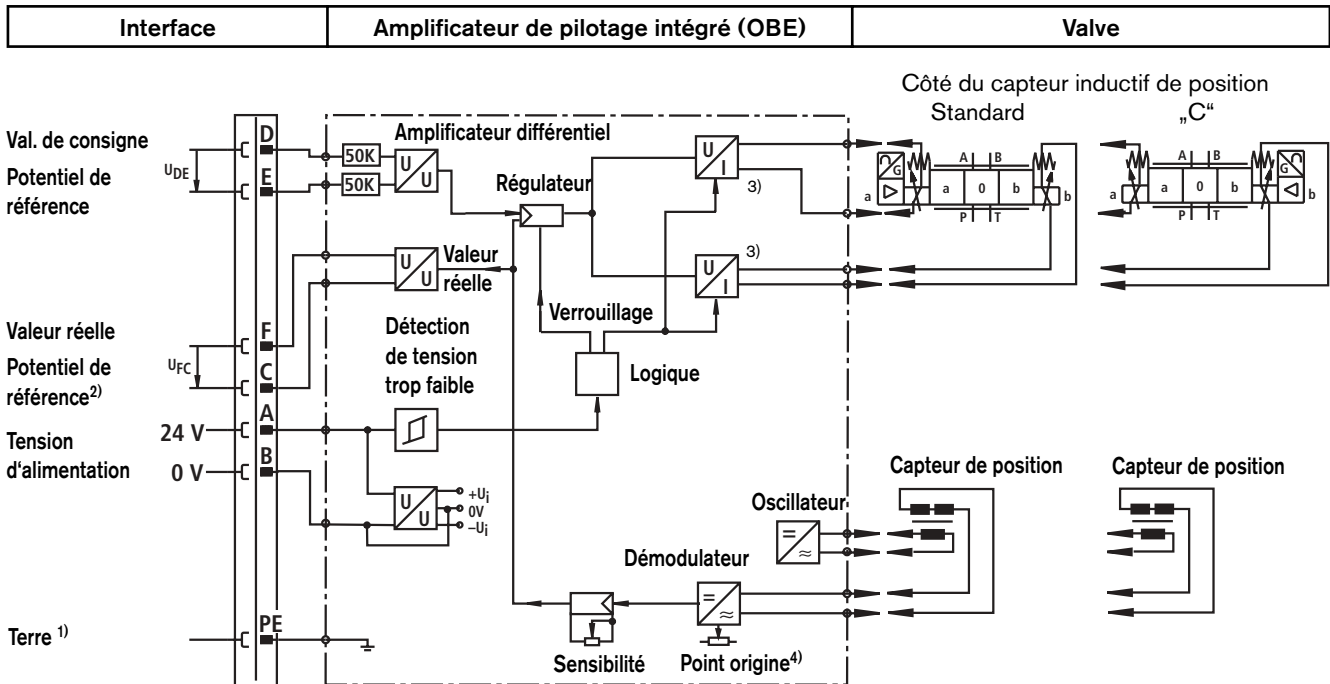 Interface
Amplificateur de pilotage intégré (OBE)
Valve
Côté du capteur inductif de position
Standard
„C“
Val. de consigne
Potentiel de
référence
UDE
D
E
50K
50K
Amplificateur différentiel
U
U
Régulateur
U
I
3)
A
B
G
a
a
0
b
b
P
T
A
B
G
a
a
0
b
b
P
T
U
U
Valeur
réelle
U
I
3)
Verrouillage
Valeur réelle
Potentiel de
référence2)
UFC
F
C
Détection
de tension
trop faible
Logique
Tension
d'alimentation
24 V
0 V
A
B
U
U
+Ui
0V
–Ui
Oscillateur
=
≈
Capteur de position
Capteur de position
Démodulateur
=
≈
Terre 1)
PE
Sensibilité
Point origine4)